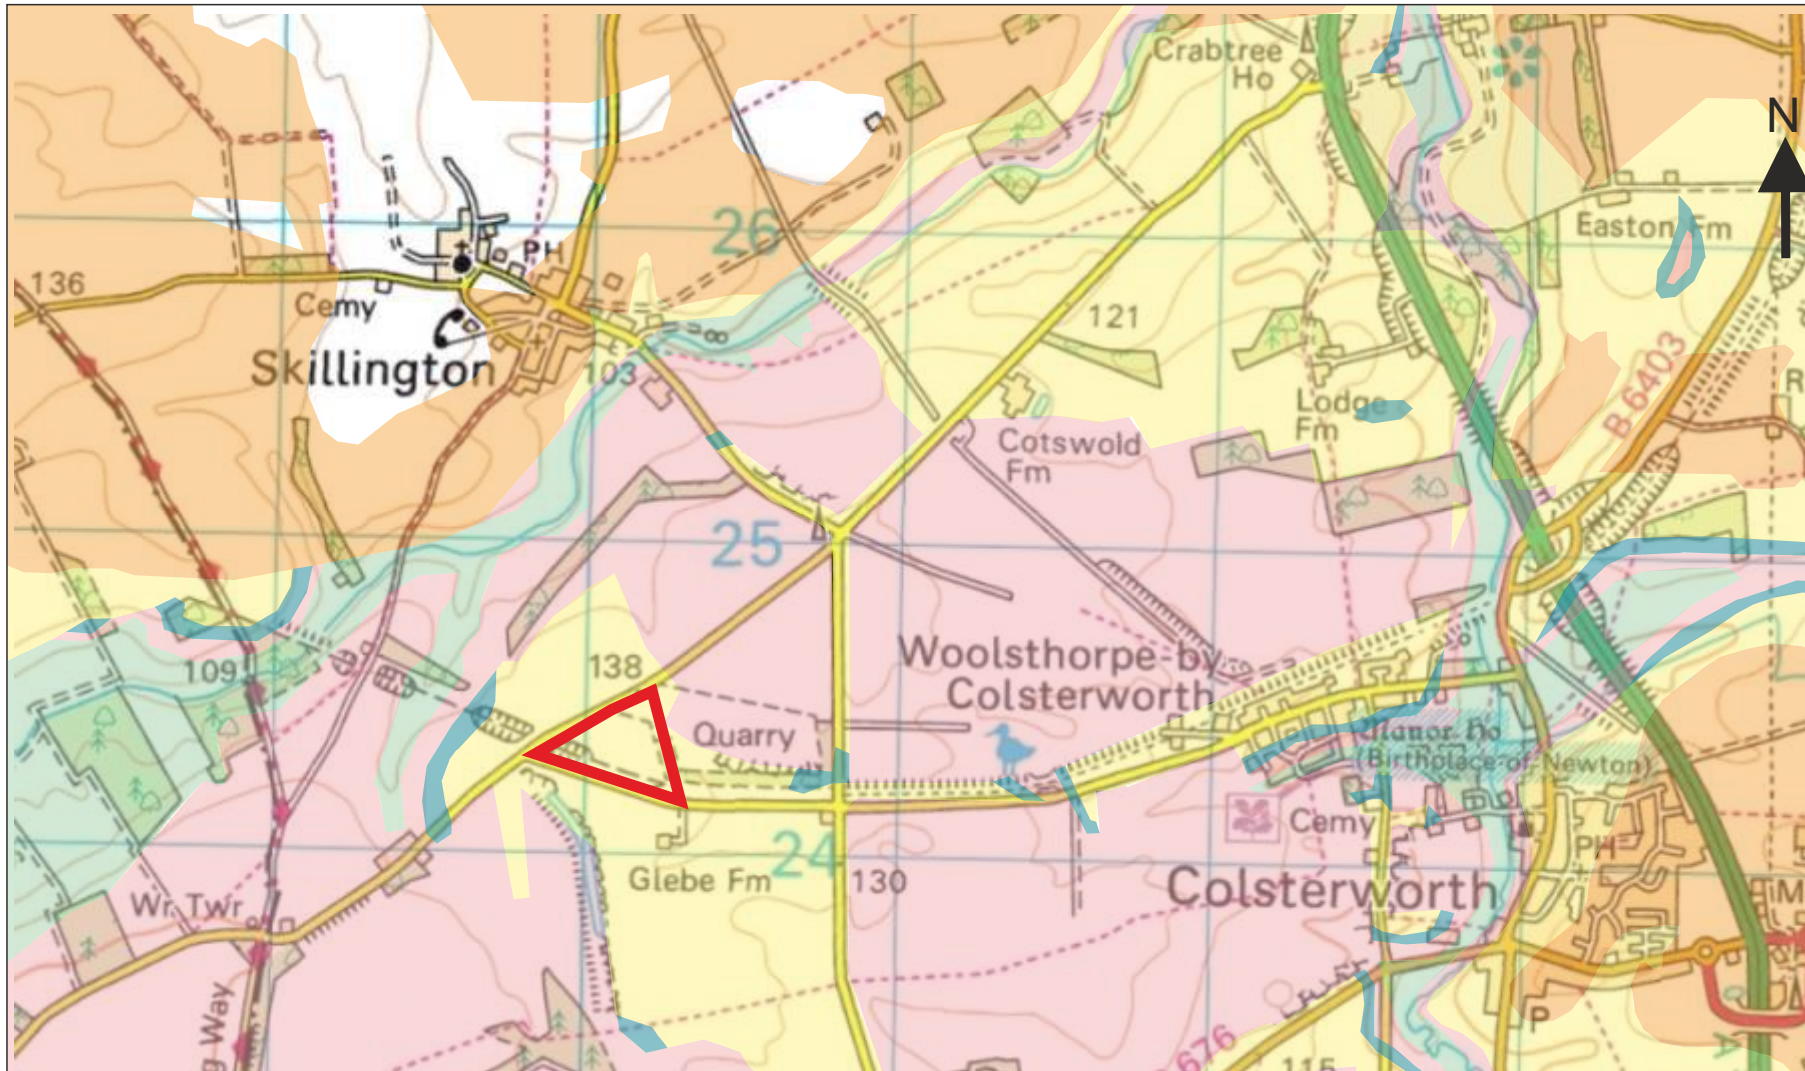 Crabtree
Ho
N
26
Easton Fm
PH
136
Cemy
121
Skillington
103
B 6403
Lodge
Fm
Cotswold
Fm
25
138
109
Woolsthorpe-by
Colsterworth
Quarry
Manor Ho
(Birthplace of Newton)
Cemy
24
PH
Glebe Fm
130
Colsterworth
Wr Twr
M
g Way
P
676
115
A
R